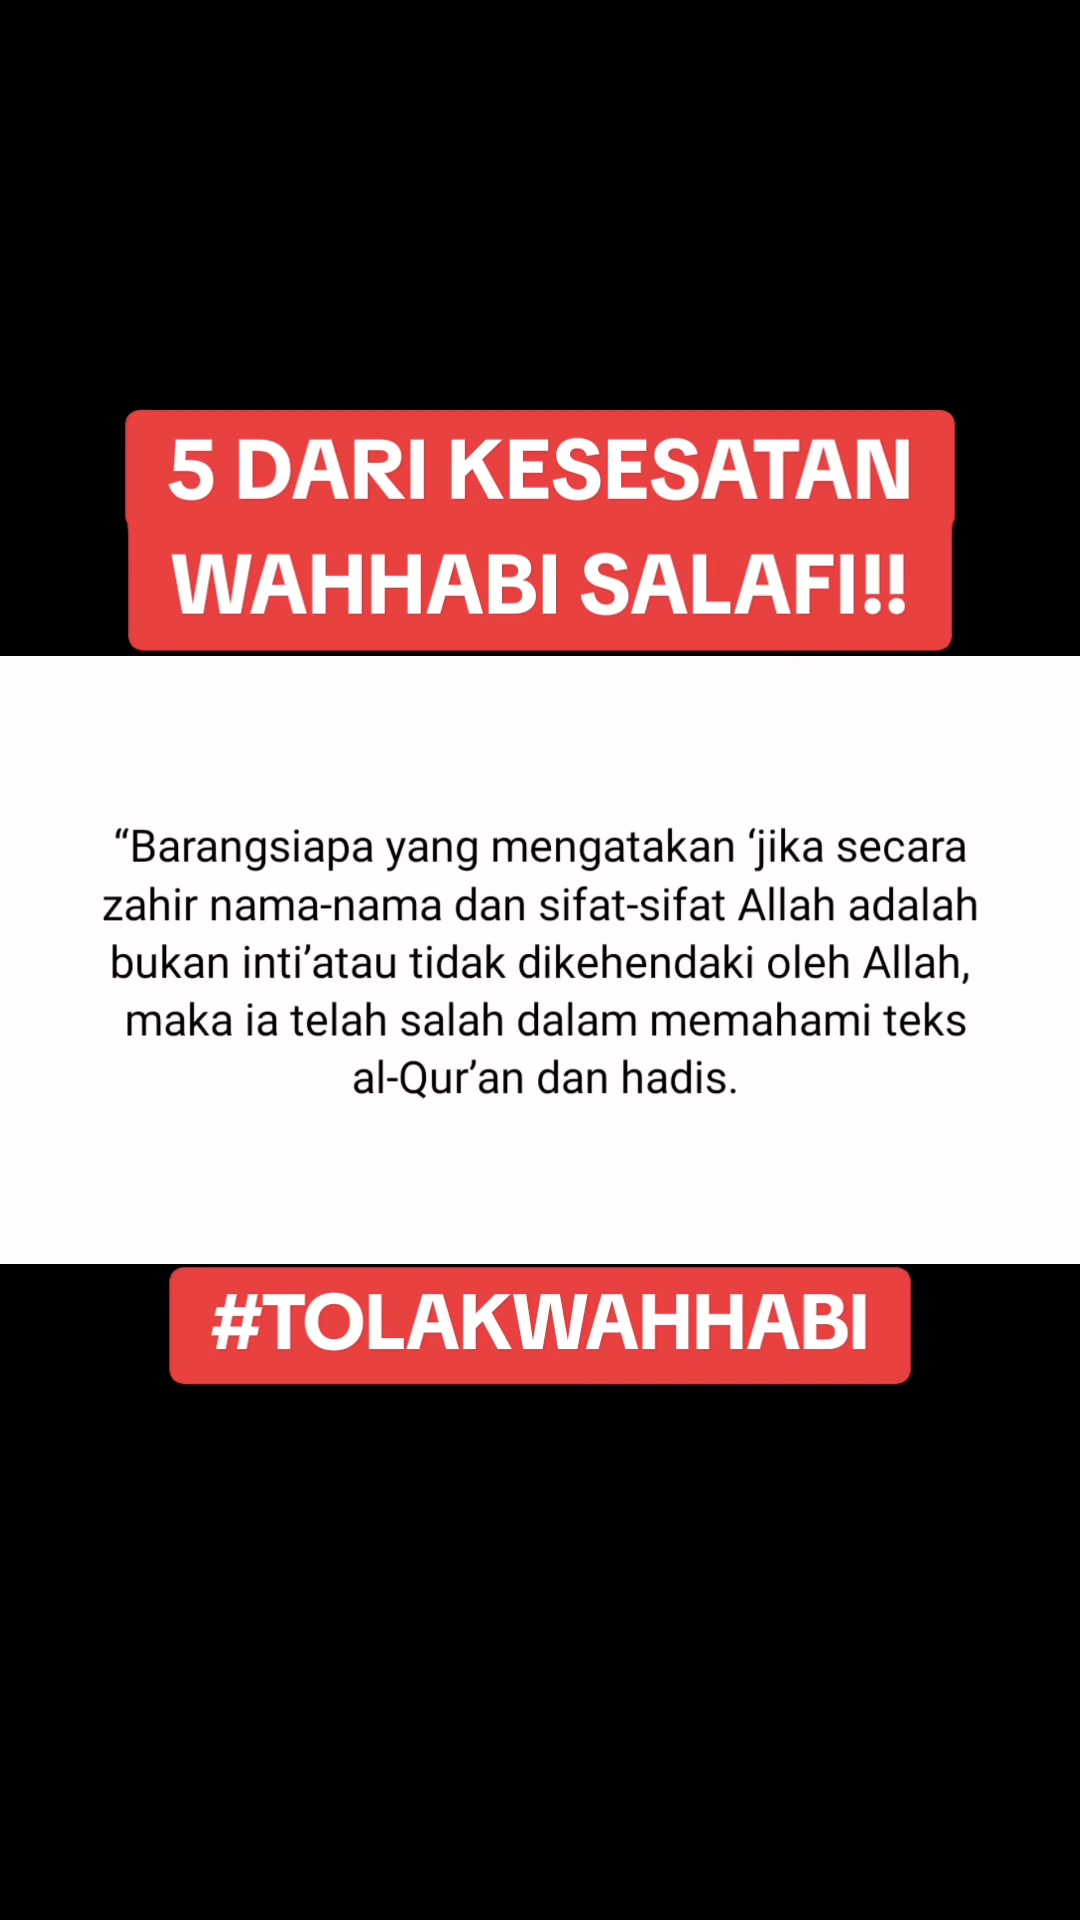 5 DARI KESESATAN
WAHHABI SALAFI!!
“Barangsiapa yang mengatakan ‘jika secara
zahir nama-nama dan sifat-sifat Allah adalah
bukan inti’atau tidak dikehendaki oleh Allah,
maka ia telah salah dalam memahami teks
al-Qur’an dan hadis.
#TOLAKWAHHABI